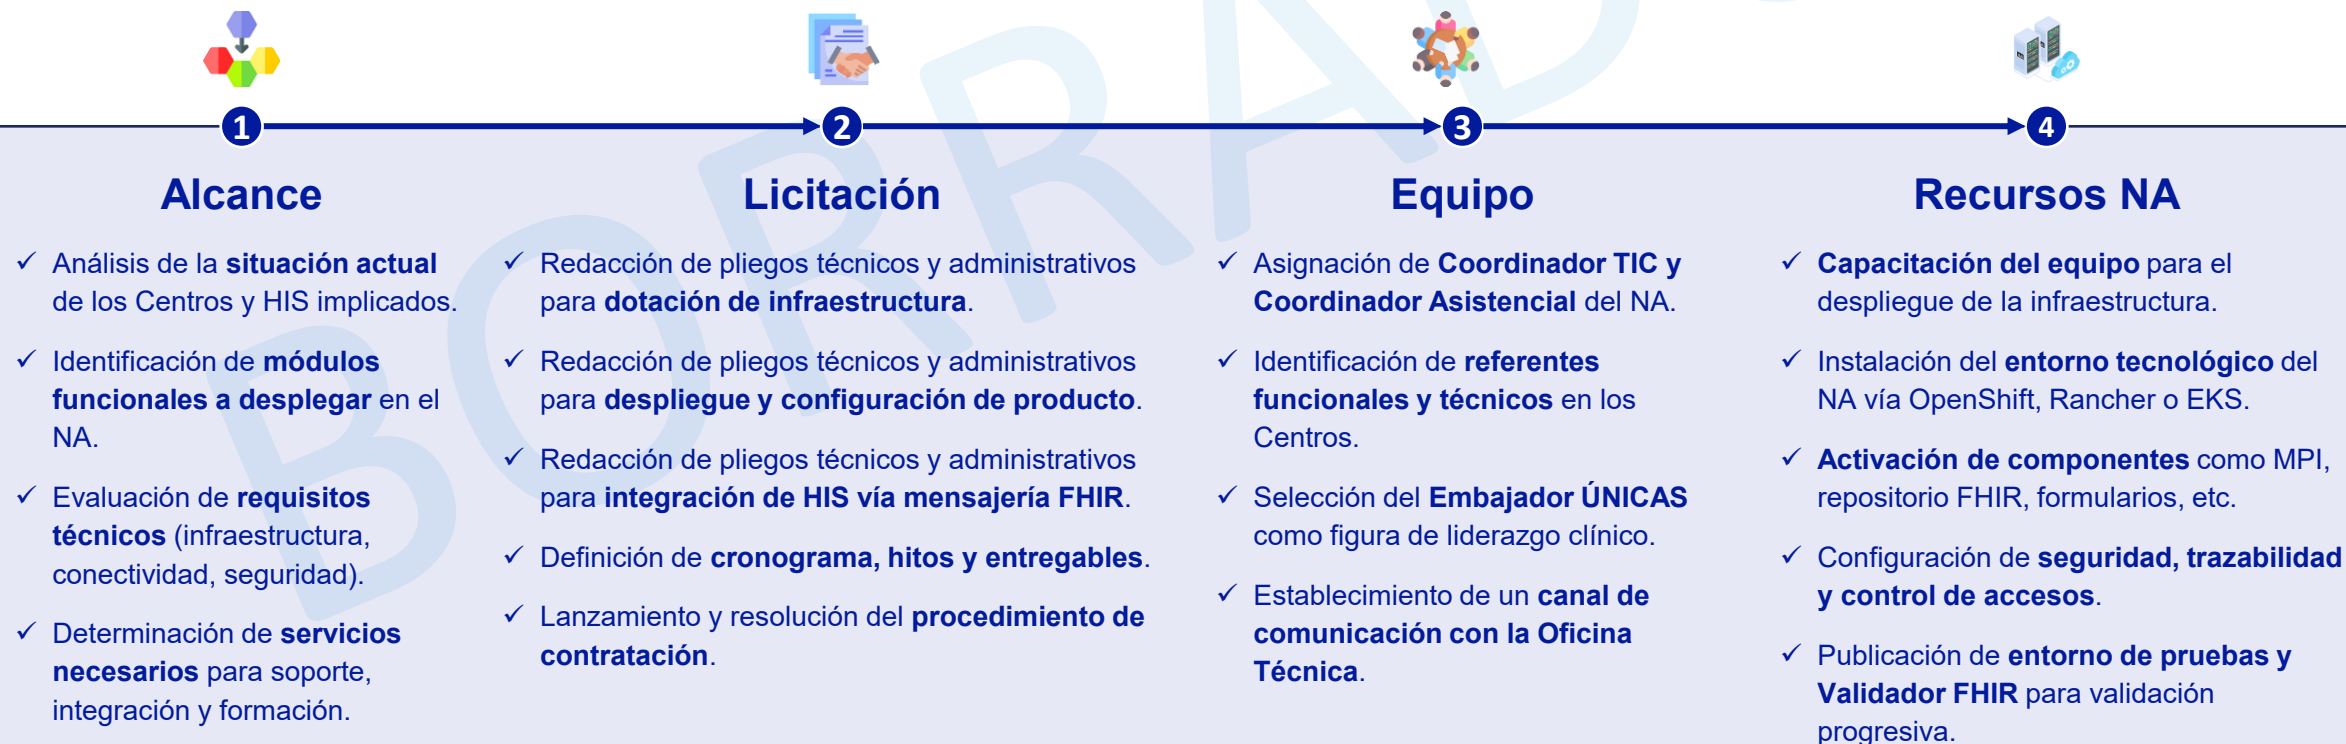 BORRAD
1
2
3
4
Alcance
✓ Análisis de la situación actual
de los Centros y HIS implicados.
✓ Identificación de módulos
funcionales a desplegar en el
NA.
✓ Evaluación de requisitos
técnicos (infraestructura,
conectividad, seguridad).
✓ Determinación de servicios
necesarios para soporte,
integración y formación.
Licitación
✓ Redacción de pliegos técnicos y administrativos
para dotación de infraestructura.
✓ Redacción de pliegos técnicos y administrativos
para despliegue y configuración de producto.
✓ Redacción de pliegos técnicos y administrativos
para integración de HIS vía mensajería FHIR.
✓ Definición de cronograma, hitos y entregables.
✓ Lanzamiento y resolución del procedimiento de
contratación.
Equipo
✓ Asignación de Coordinador TIC y
Coordinador Asistencial del NA.
✓ Identificación de referentes
funcionales y técnicos en los
Centros.
✓ Selección del Embajador ÚNICAS
como figura de liderazgo clínico.
✓ Establecimiento de un canal de
comunicación con la Oficina
Técnica.
Recursos NA
✓ Capacitación del equipo para el
despliegue de la infraestructura.
✓ Instalación del entorno tecnológico del
NA vía OpenShift, Rancher o EKS.
✓ Activación de componentes como MPI,
repositorio FHIR, formularios, etc.
✓ Configuración de seguridad, trazabilidad
y control de accesos.
✓ Publicación de entorno de pruebas y
Validador FHIR para validación
progresiva.